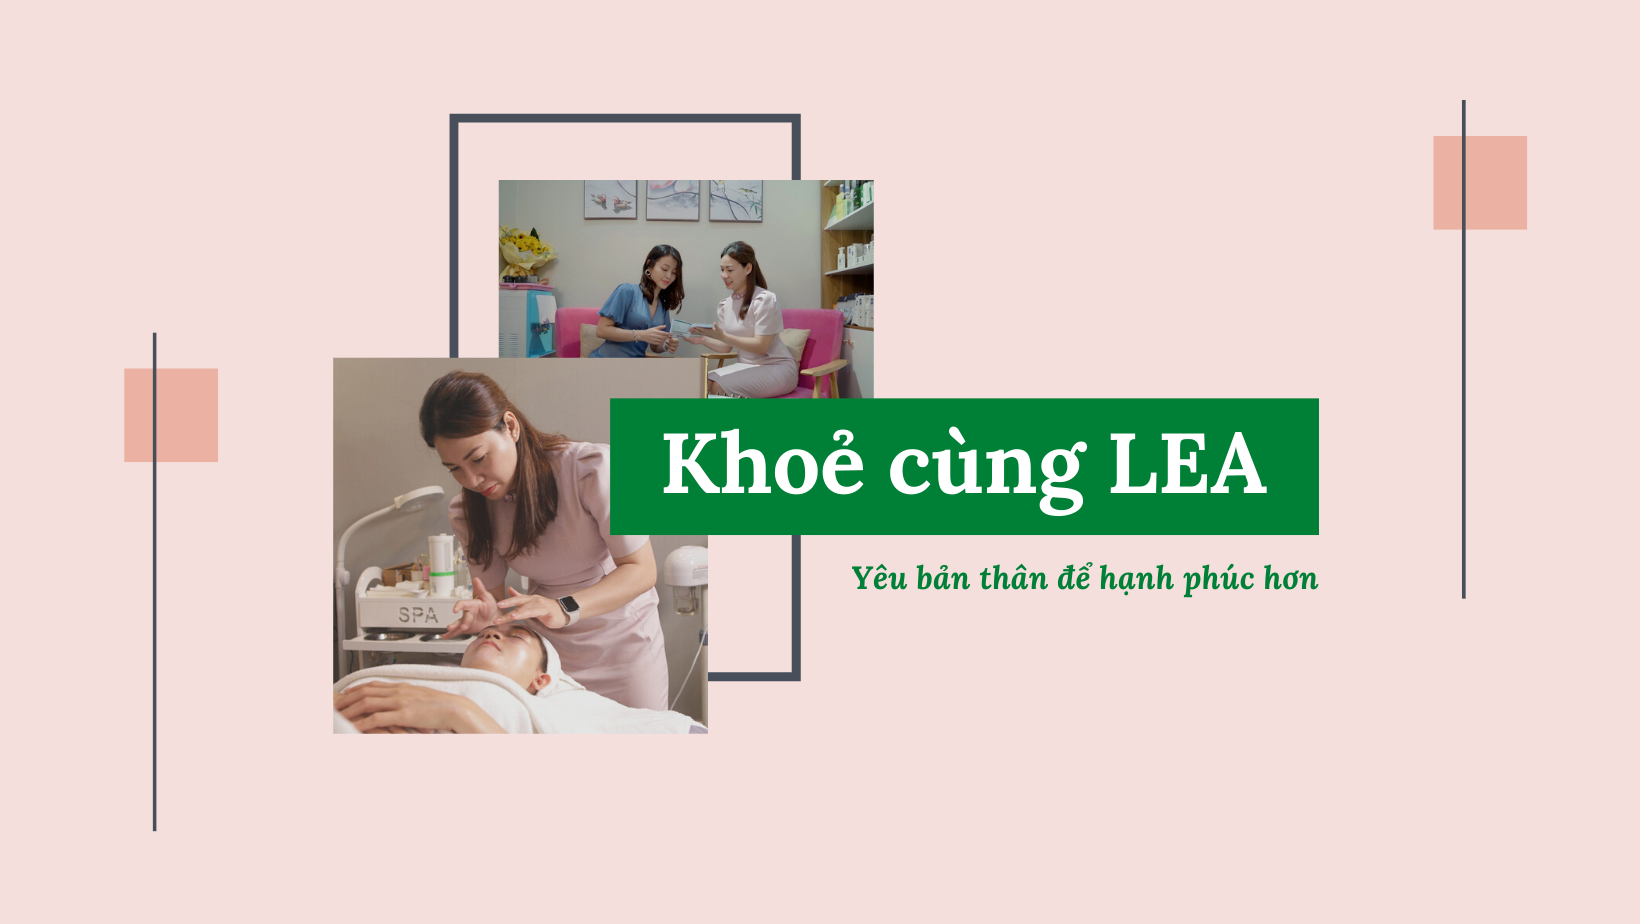 Khoẻ cùng LEA
Yêu bản thân để hạnh phúc hơn
SPA